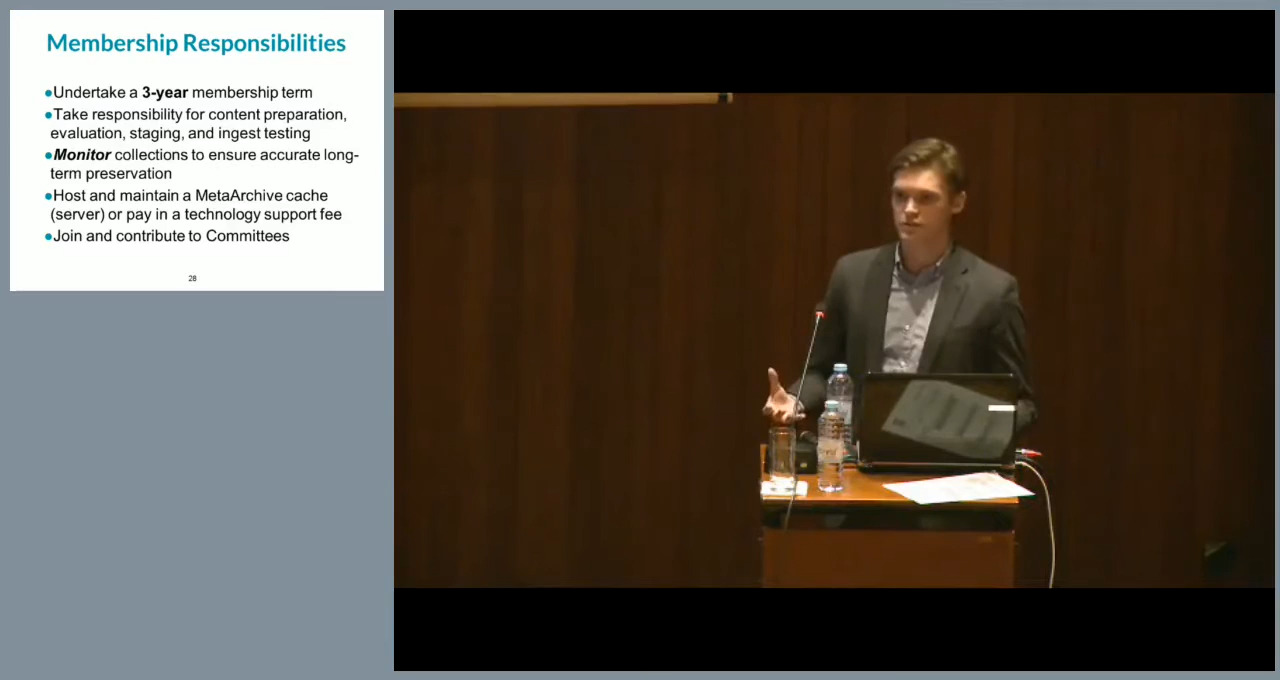 Membership Responsibilities
●Undertake a 3-year membership term
●Take responsibility for content preparation,
evaluation, staging, and ingest testing
●Monitor collections to ensure accurate long-
term preservation
●Host and maintain a MetaArchive cache
(server) or pay in a technology support fee
●Join and contribute to Committees
28